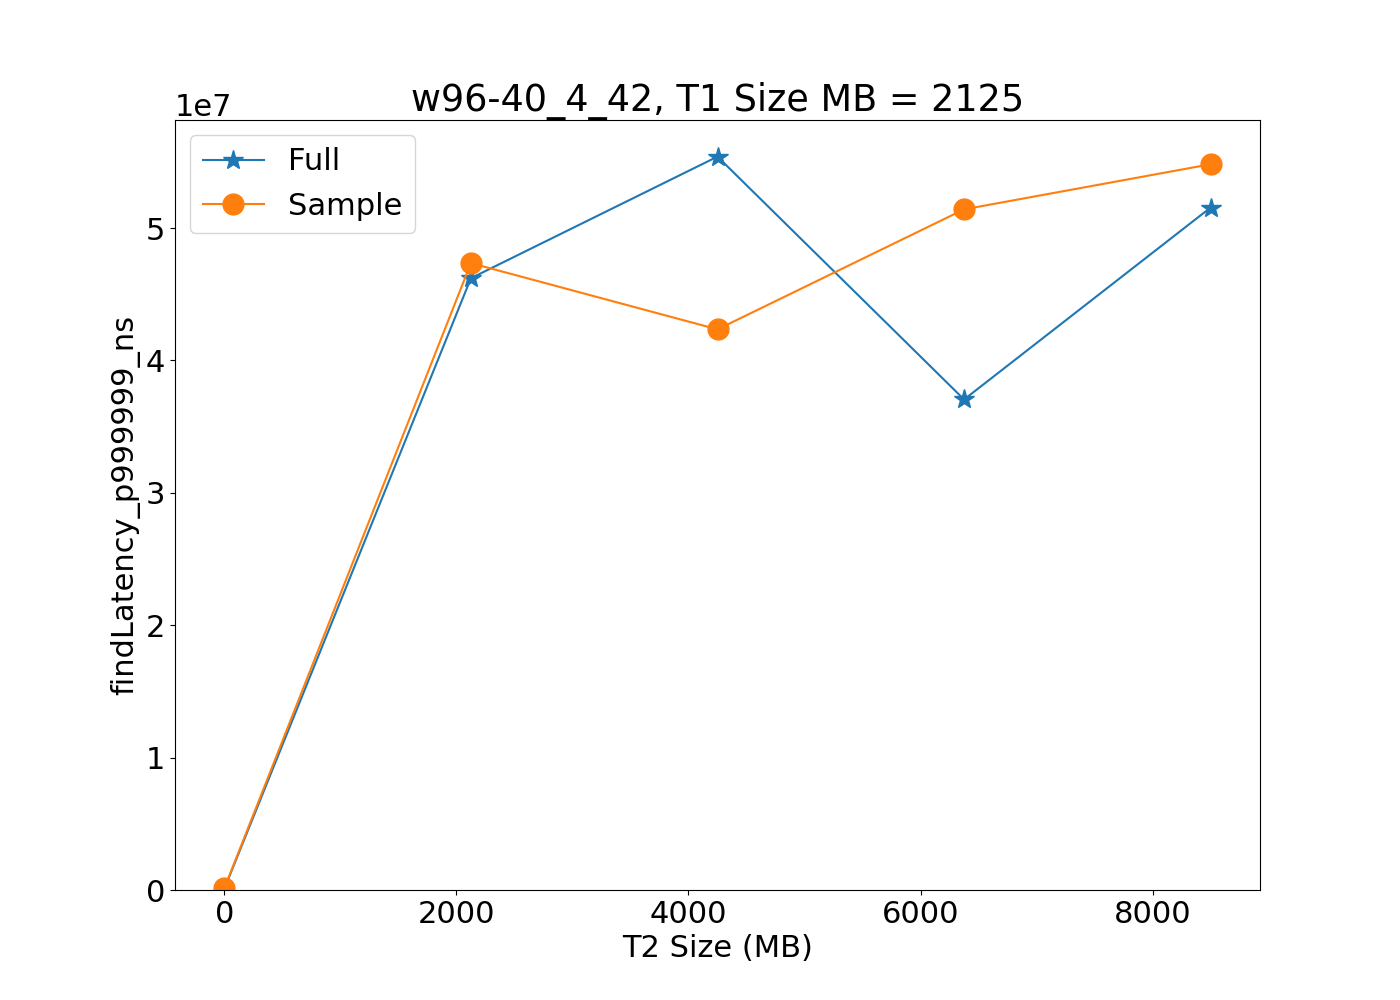 w96-40_4_42, T1 Size MB = 2125
1e7
Full
Sample
5
4
3
2
1
0
findLatency_p999999_ns
0 2000 4000 6000 8000
T2 Size (MB)